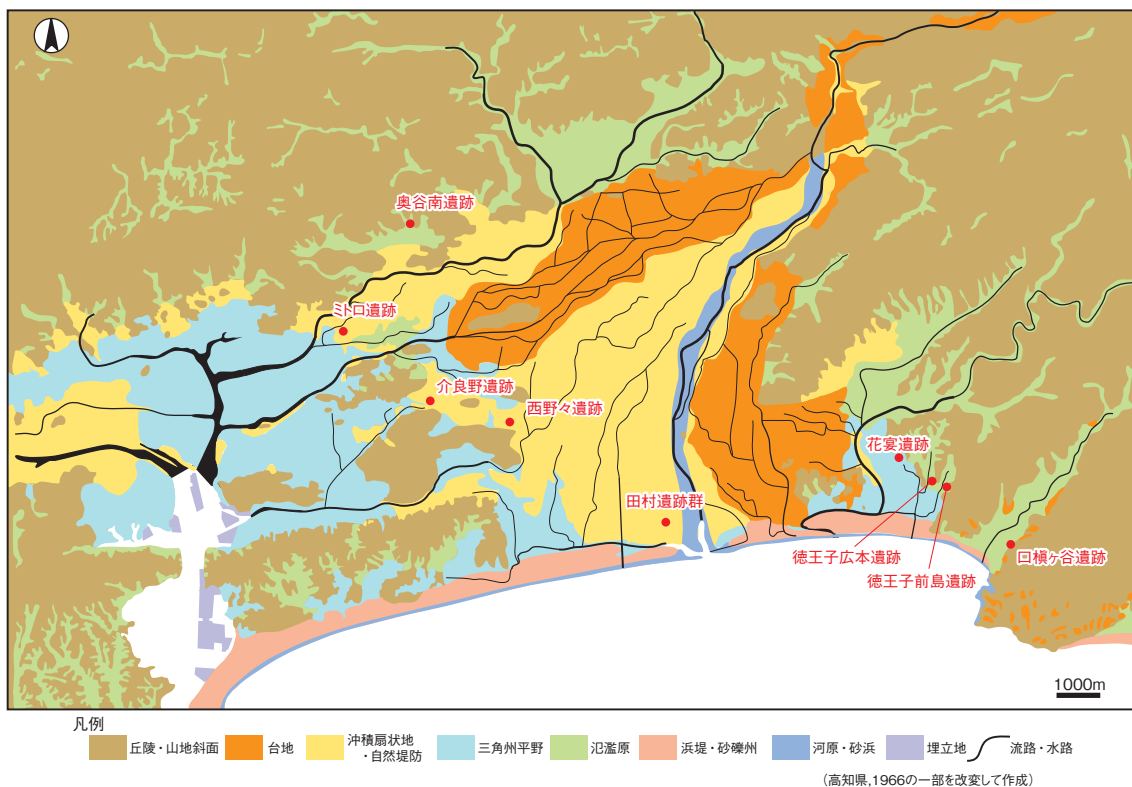 奥谷南遺跡
ミトロ遺跡
介良野遺跡
西野々遺跡
花宴遺跡
田村遺跡群
徳王子広本遺跡
口槇ヶ谷遺跡
徳王子前島遺跡
1000m
凡例
丘陵・山地斜面
台地
沖積扇状地
・自然堤防
三角州平野
氾濫原
浜堤・砂礫州
河原・砂浜
埋立地
流路・水路
(高知県,1966の一部を改変して作成)